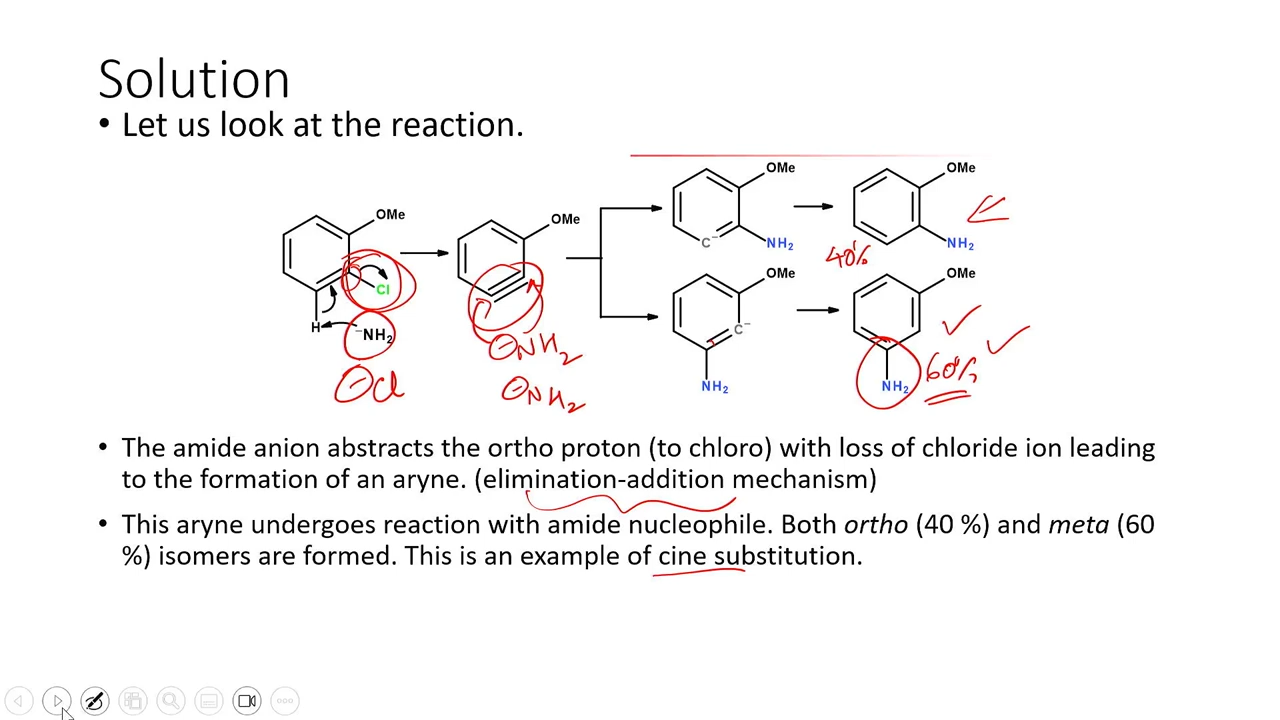 Solution
• Let us look at the reaction.
OMe
Cl
H
⁻NH₂
⊖Cl
OMe
⊖NH₂
⊖NH₂
OMe
C⁻
NH₂
OMe
NH₂
40%
OMe
C⁻
NH₂
OMe
NH₂
60%
• The amide anion abstracts the ortho proton (to chloro) with loss of chloride ion leading
to the formation of an aryne. (elimination-addition mechanism)
• This aryne undergoes reaction with amide nucleophile. Both ortho (40 %) and meta (60
%) isomers are formed. This is an example of cine substitution.